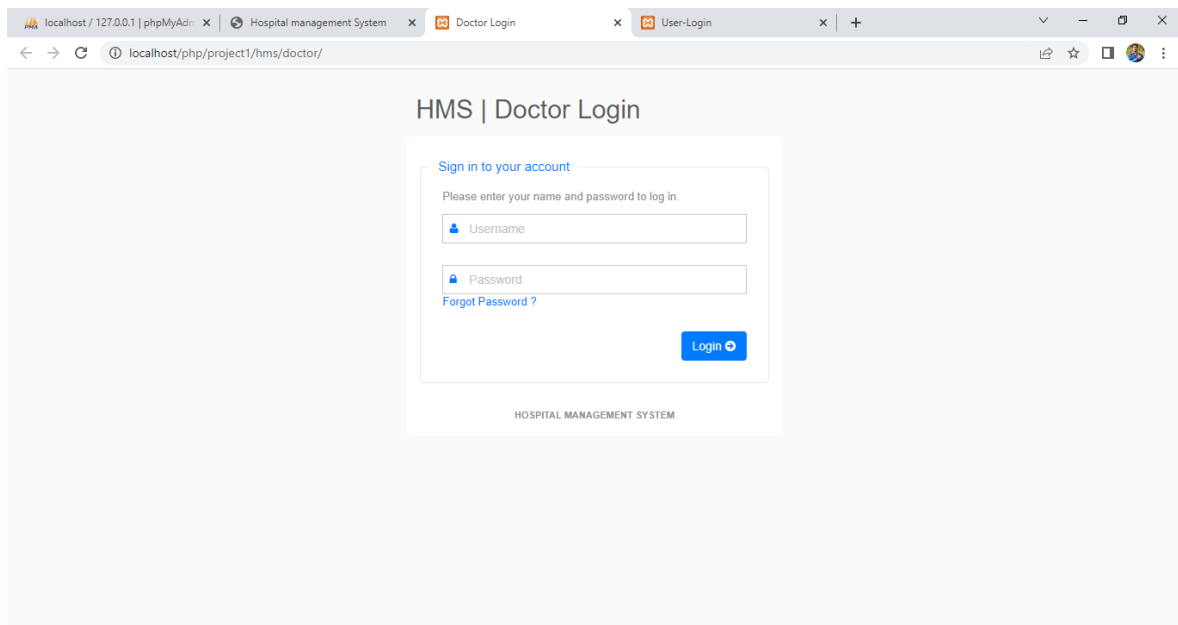 localhost / 127.0.0.1 | phpMyAdm
Hospital management System
Doctor Login
User-Login
localhost/php/project1/hms/doctor/
HMS | Doctor Login
Sign in to your account
Please enter your name and password to log in.
Username
Password
Forgot Password ?
Login
HOSPITAL MANAGEMENT SYSTEM